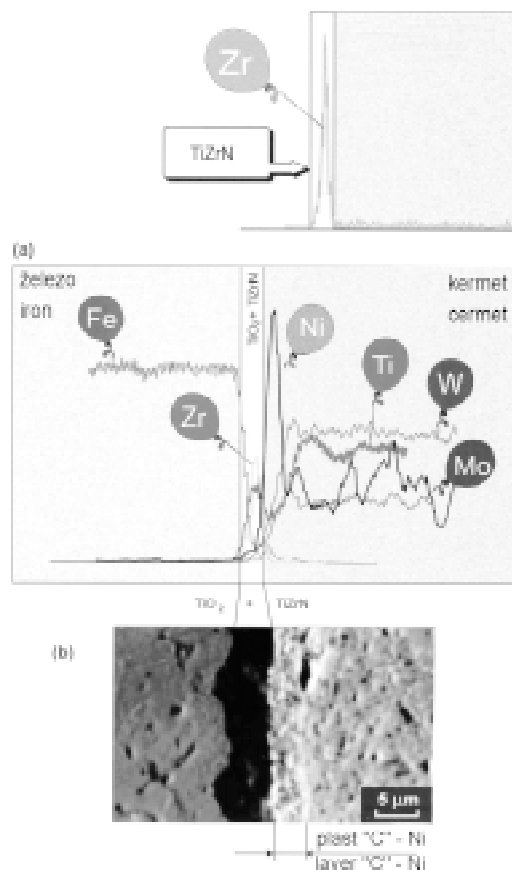 Zr
TiZrN
(a)
železo
iron
kermet
cermet
Fe
TiO₂ + TiZrN
Ni
Ti
W
Zr
Mo
TiO₂ + TiZrN
(b)
5 µm
plast "C" - Ni
layer "C" - Ni